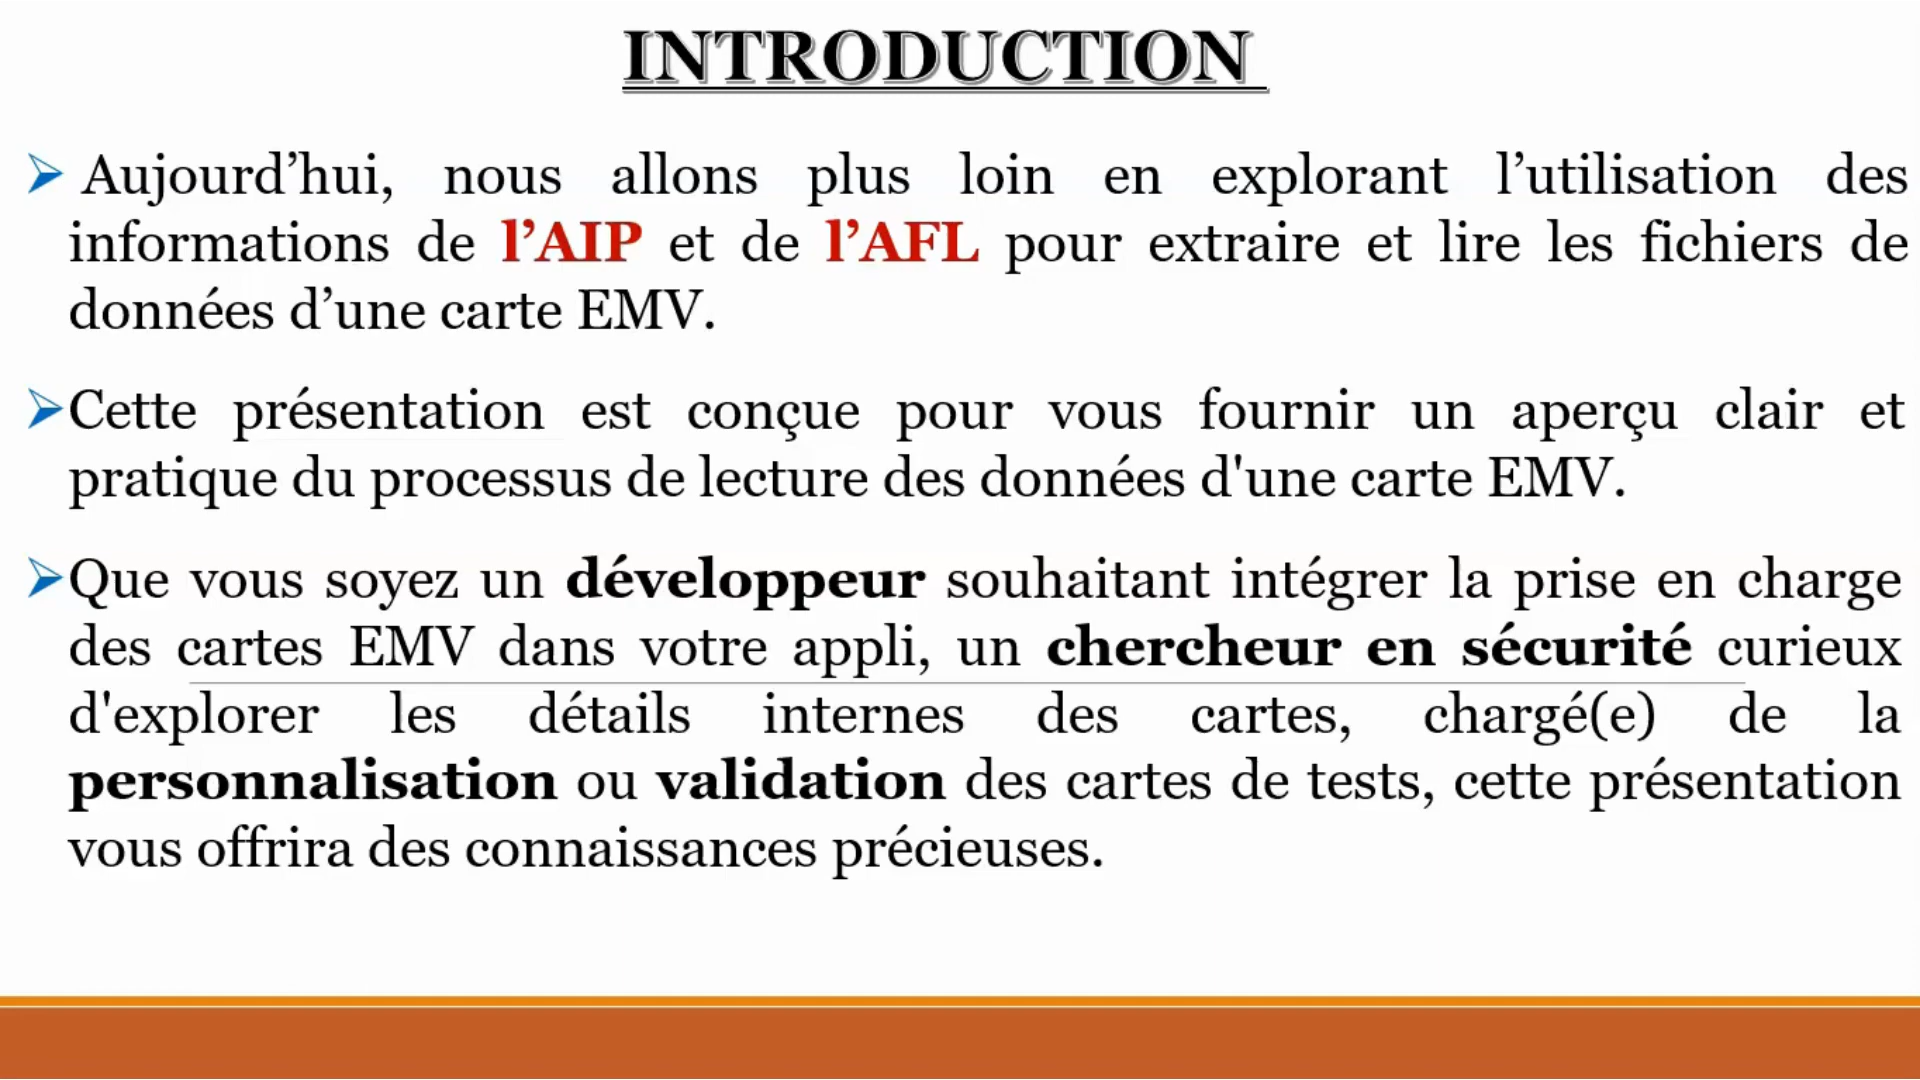 INTRODUCTION
Aujourd’hui, nous allons plus loin en explorant l’utilisation des
informations de l’AIP et de l’AFL pour extraire et lire les fichiers de
données d’une carte EMV.
Cette présentation est conçue pour vous fournir un aperçu clair et
pratique du processus de lecture des données d'une carte EMV.
Que vous soyez un développeur souhaitant intégrer la prise en charge
des cartes EMV dans votre appli, un chercheur en sécurité curieux
d'explorer les détails internes des cartes, chargé(e) de la
personnalisation ou validation des cartes de tests, cette présentation
vous offrira des connaissances précieuses.